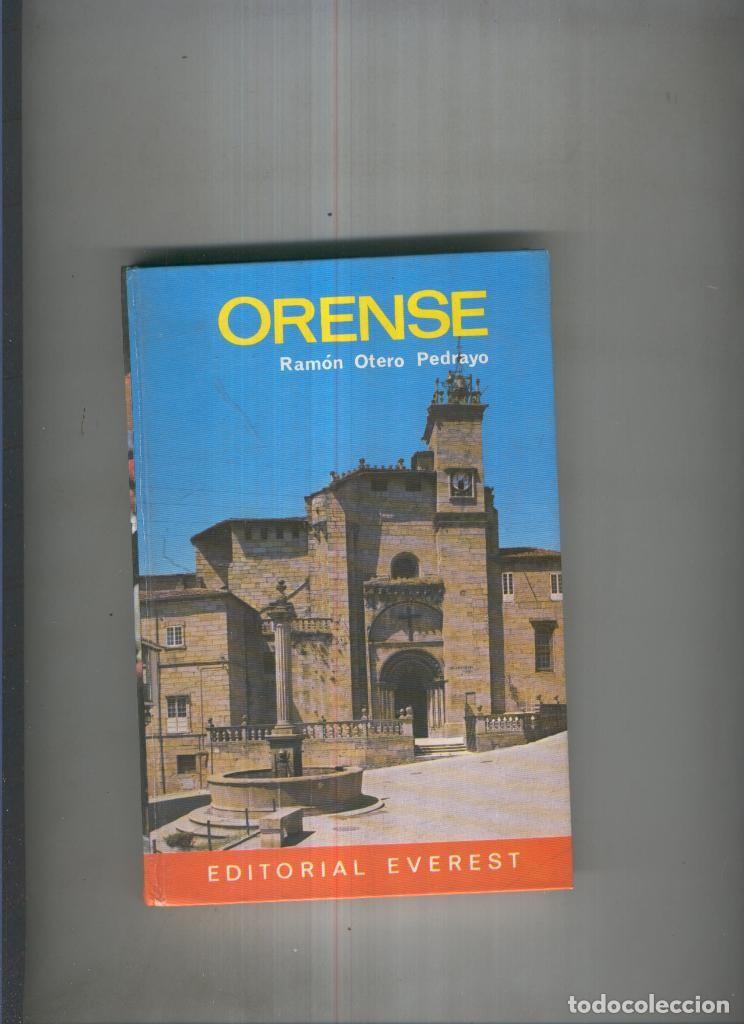 ORENSE
Ramón Otero Pedrayo
EDITORIAL EVEREST
todocoleccion